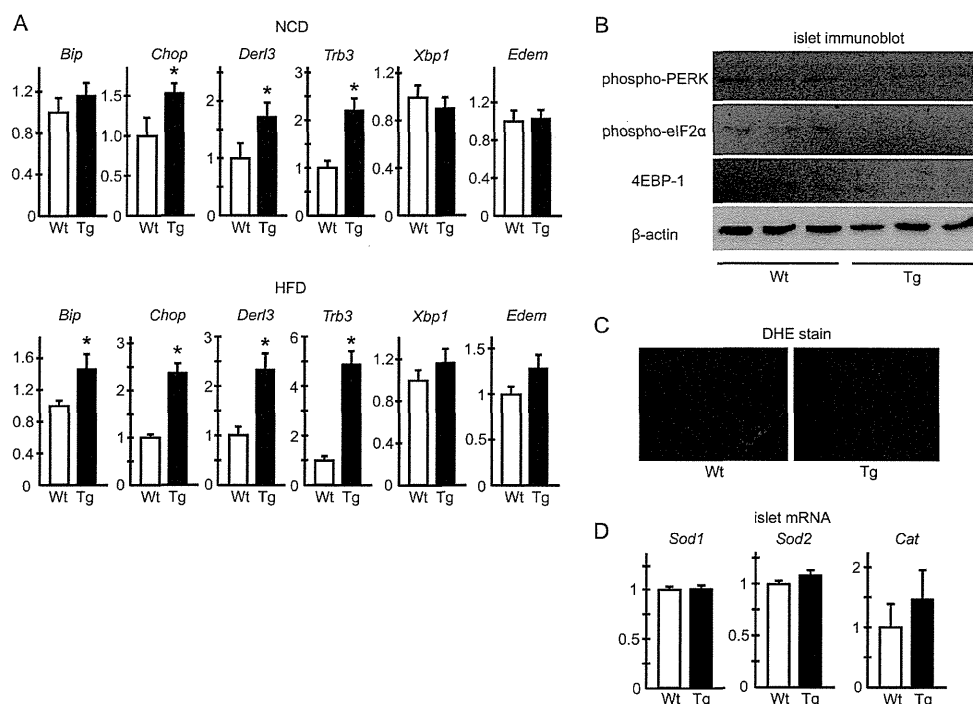 A
NCD
Bip Chop Derl3 Trb3 Xbp1 Edem
* * *
1.2 0.8 0.4 0
1.5 1.0 0.5 0
2 1 0
2 1 0
1.2 0.8 0.4 0
1.2 0.8 0.4 0
Wt Tg Wt Tg Wt Tg Wt Tg Wt Tg Wt Tg
HFD
Bip Chop Derl3 Trb3 Xbp1 Edem
* * * *
1.6 1.2 0.8 0.4 0
3 2 1 0
3 2 1 0
6 4 2 0
1.2 0.8 0.4 0
1.5 1.0 0.5 0
Wt Tg Wt Tg Wt Tg Wt Tg Wt Tg Wt Tg
B
islet immunoblot
phospho-PERK
phospho-eIF2α
4EBP-1
β-actin
Wt Tg
C
DHE stain
Wt Tg
D
islet mRNA
Sod1 Sod2 Cat
1 0.5 0
1 0.5 0
2 1 0
Wt Tg Wt Tg Wt Tg